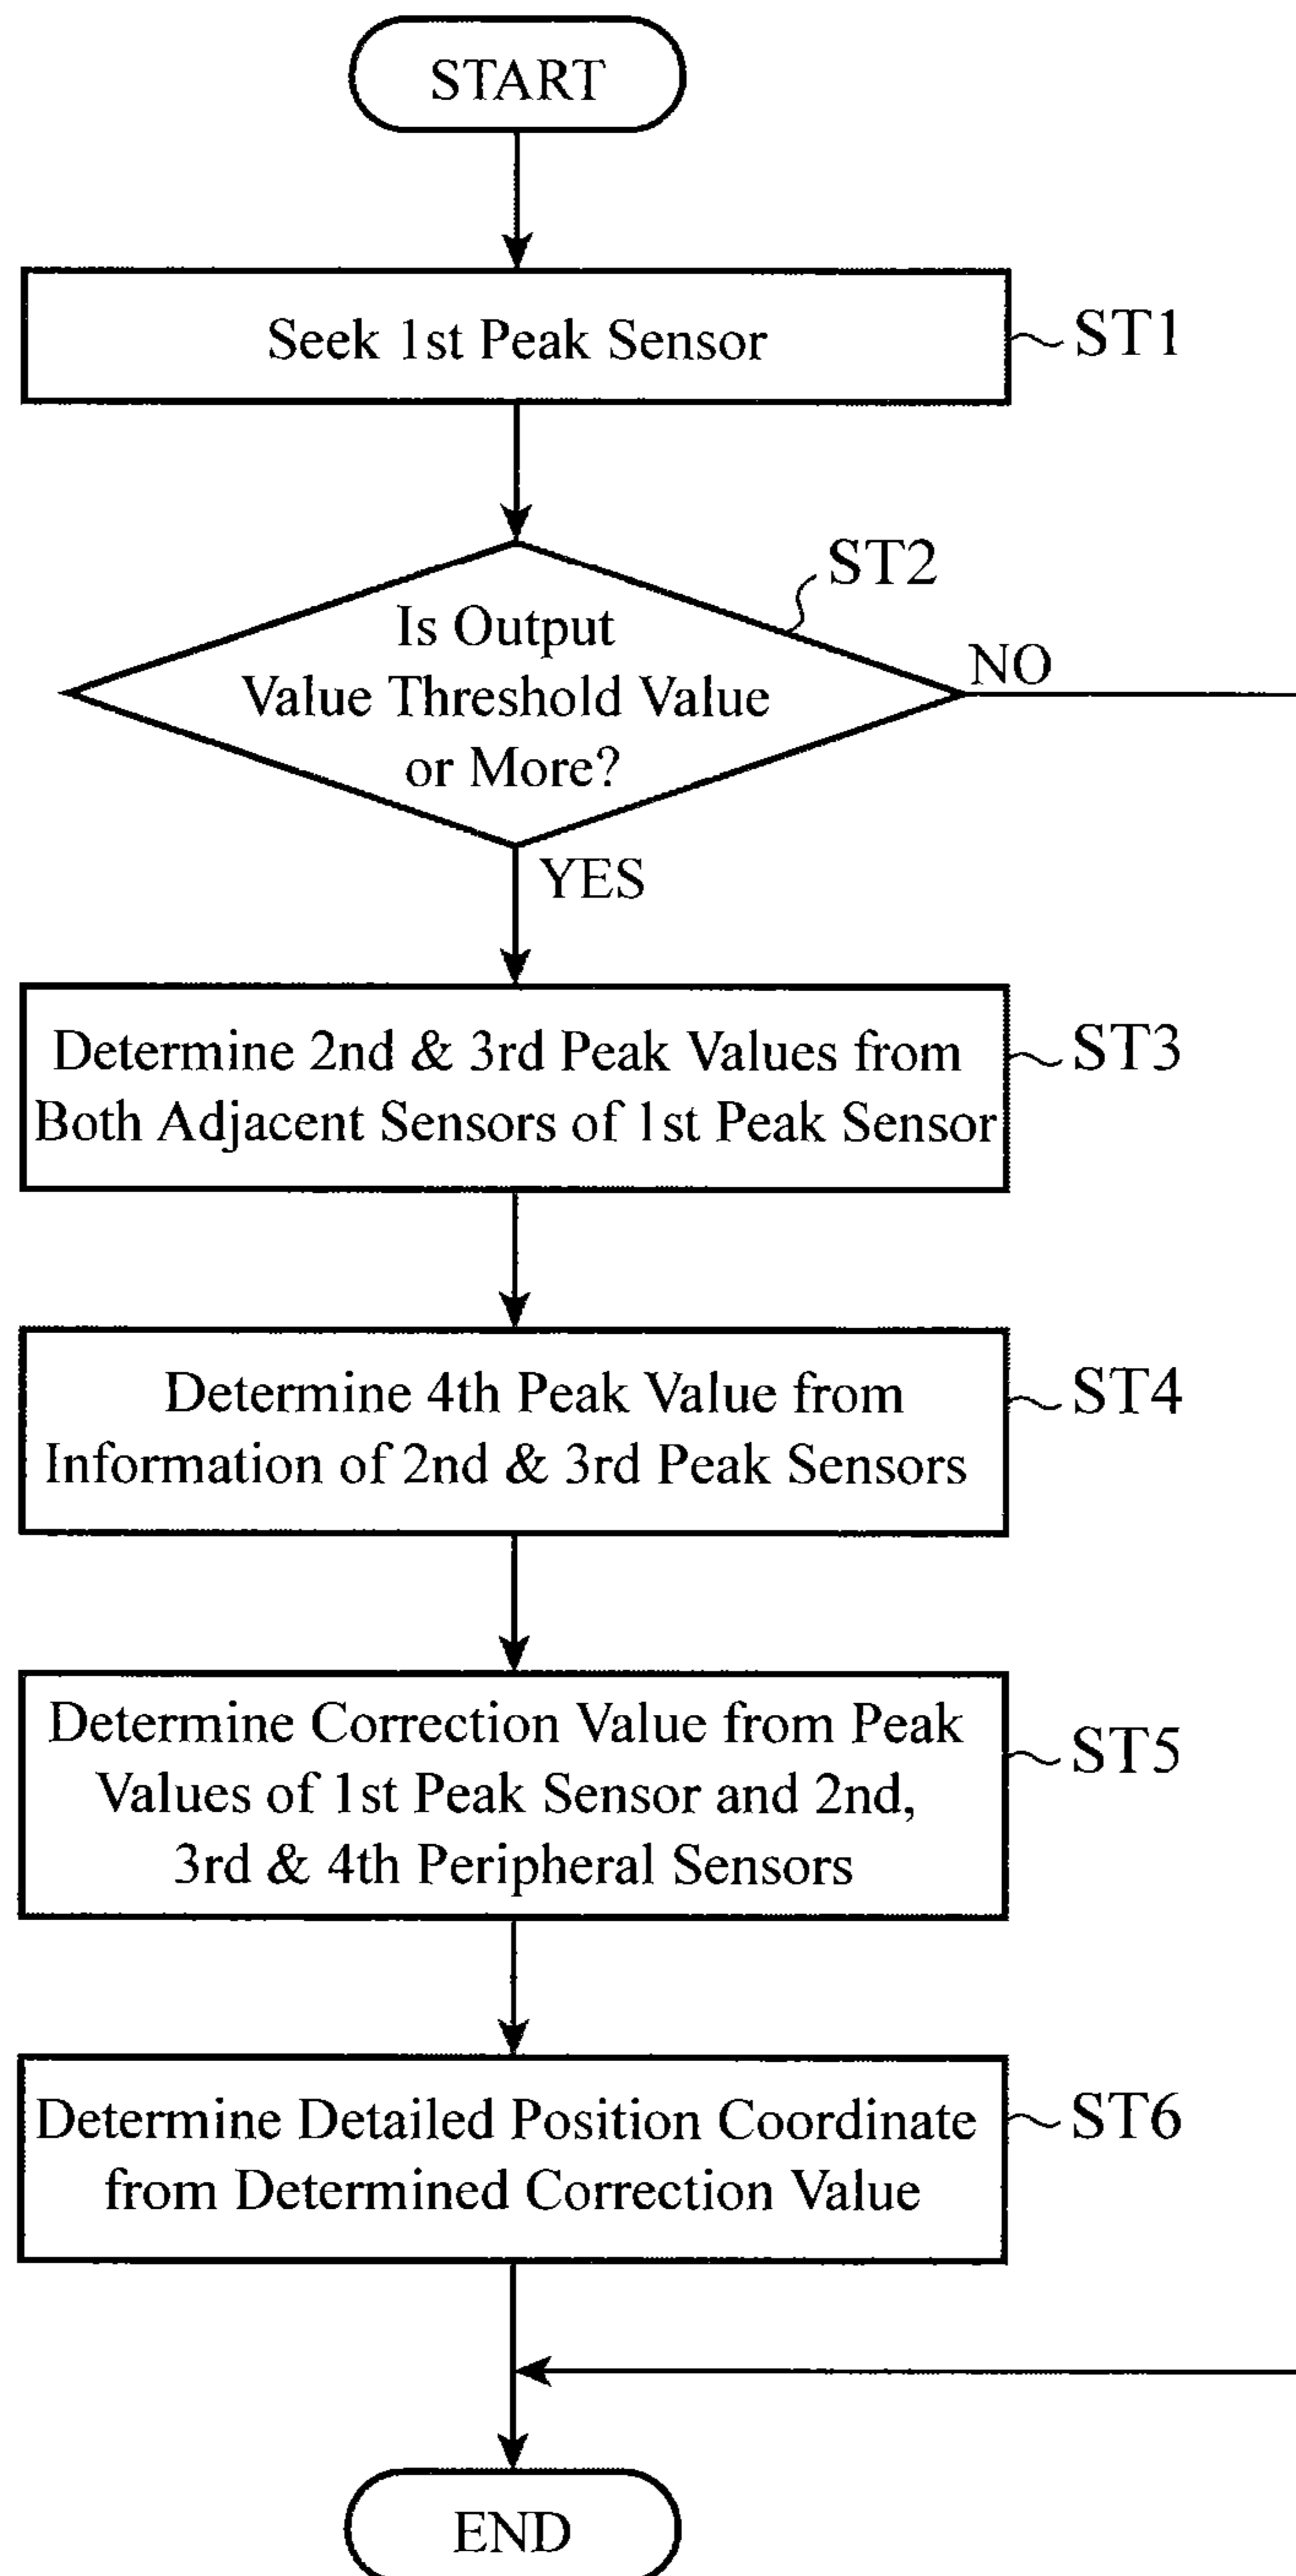 START
Seek 1st Peak Sensor
ST1
ST2
Is Output
Value Threshold Value
or More?
NO
YES
Determine 2nd & 3rd Peak Values from
Both Adjacent Sensors of 1st Peak Sensor
ST3
Determine 4th Peak Value from
Information of 2nd & 3rd Peak Sensors
ST4
Determine Correction Value from Peak
Values of 1st Peak Sensor and 2nd,
3rd & 4th Peripheral Sensors
ST5
Determine Detailed Position Coordinate
from Determined Correction Value
ST6
END